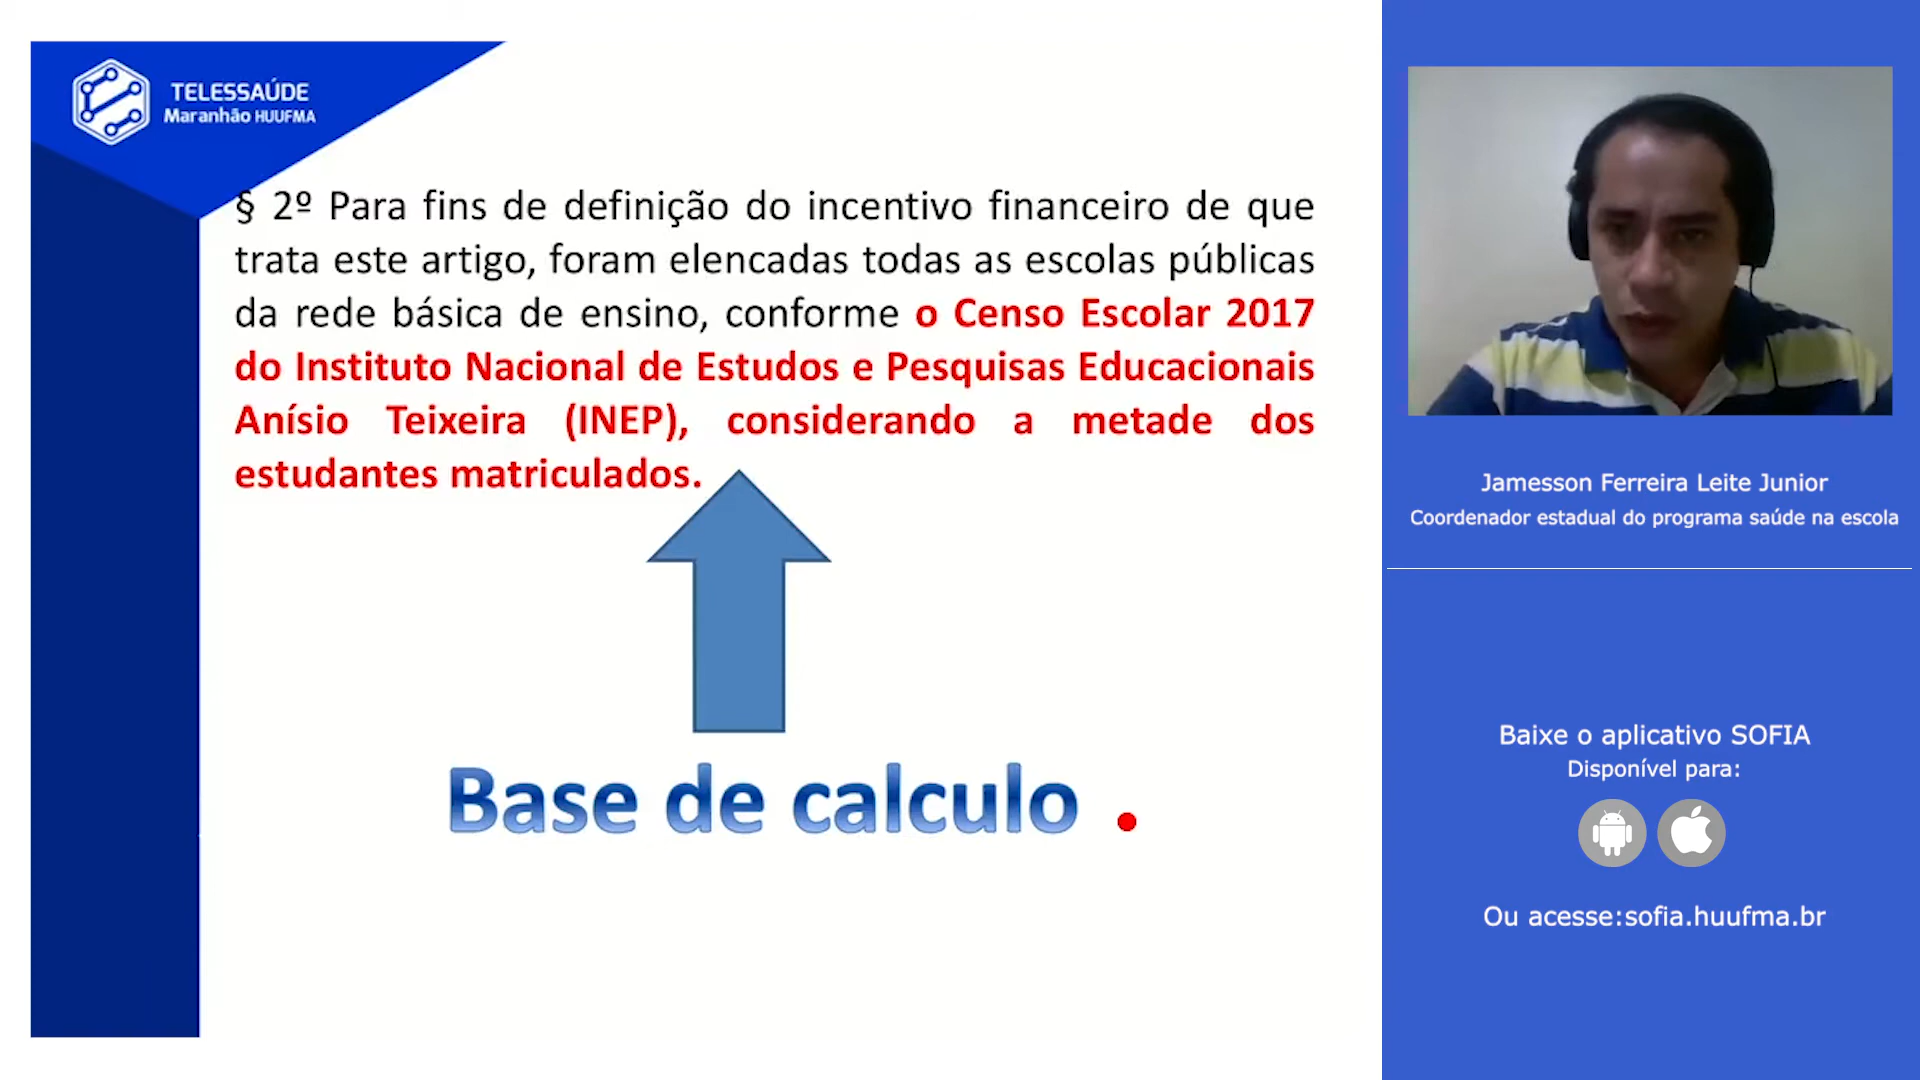 TELESSAÚDE
Maranhão HUUFMA
§ 2º Para fins de definição do incentivo financeiro de que
trata este artigo, foram elencadas todas as escolas públicas
da rede básica de ensino, conforme o Censo Escolar 2017
do Instituto Nacional de Estudos e Pesquisas Educacionais
Anísio Teixeira (INEP), considerando a metade dos
estudantes matriculados.
Base de calculo
Jamesson Ferreira Leite Junior
Coordenador estadual do programa saúde na escola
Baixe o aplicativo SOFIA
Disponível para:
Ou acesse:sofia.huufma.br